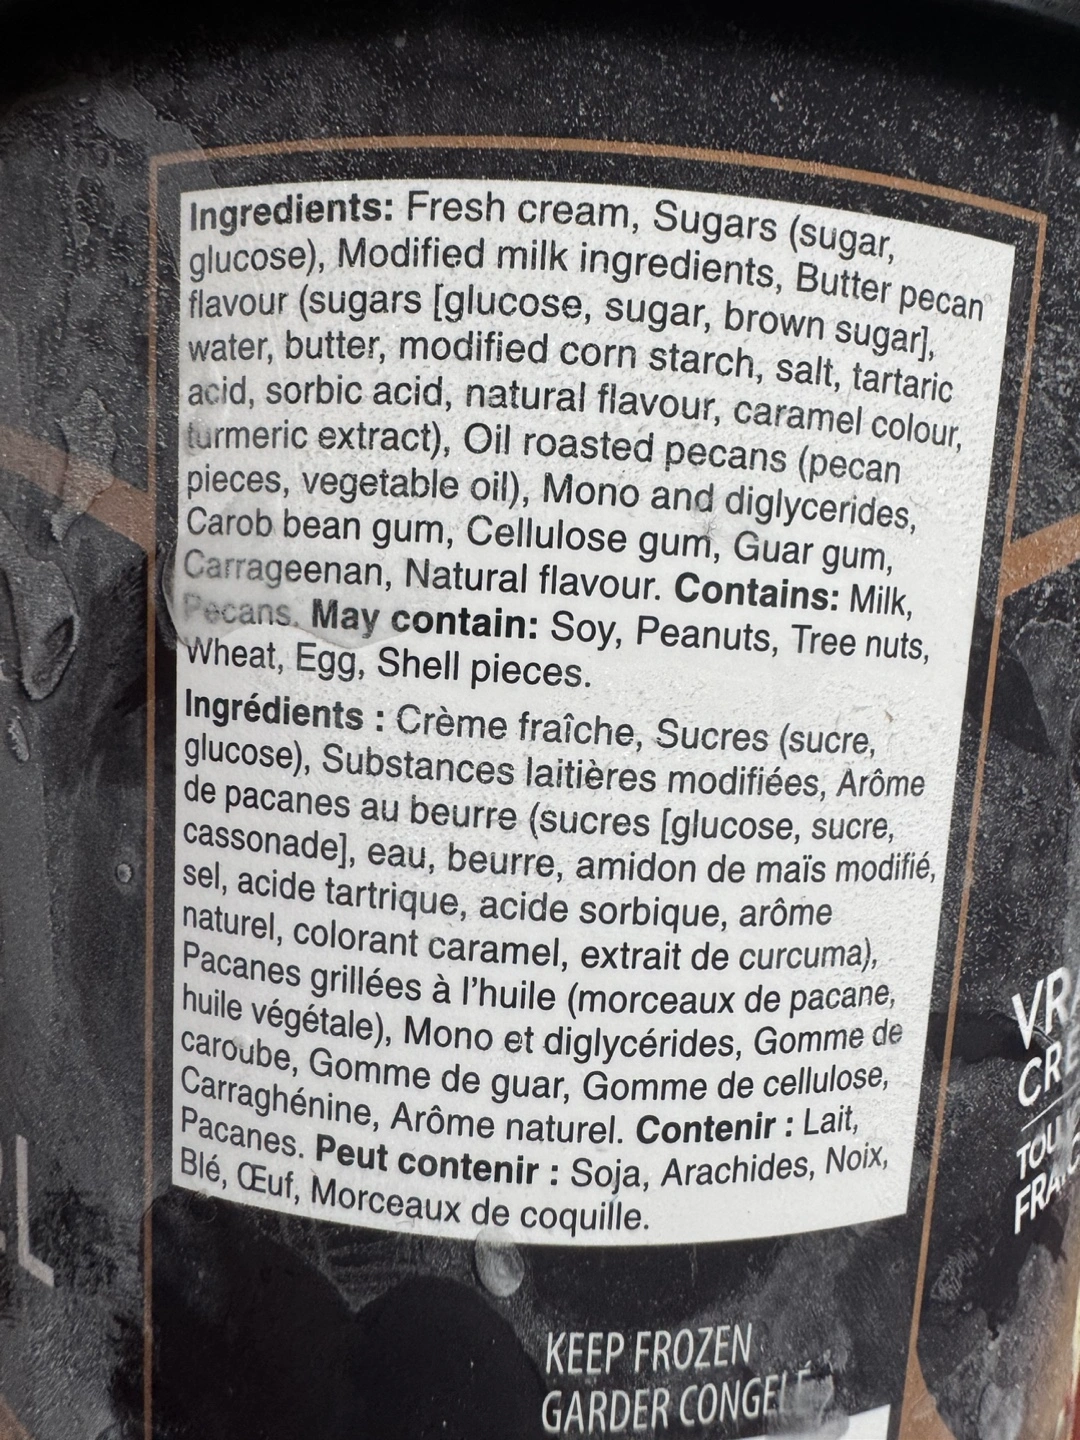 Ingredients: Fresh cream, Sugars (sugar,
glucose), Modified milk ingredients, Butter pecan
flavour (sugars [glucose, sugar, brown sugar],
water, butter, modified corn starch, salt, tartaric
acid, sorbic acid, natural flavour, caramel colour,
turmeric extract), Oil roasted pecans (pecan
pieces, vegetable oil), Mono and diglycerides,
Carob bean gum, Cellulose gum, Guar gum,
Carrageenan, Natural flavour. Contains: Milk,
Pecans. May contain: Soy, Peanuts, Tree nuts,
Wheat, Egg, Shell pieces.
Ingrédients : Crème fraîche, Sucres (sucre,
glucose), Substances laitières modifiées, Arôme
de pacanes au beurre (sucres [glucose, sucre,
cassonade], eau, beurre, amidon de maïs modifié,
sel, acide tartrique, acide sorbique, arôme
naturel, colorant caramel, extrait de curcuma),
Pacanes grillées à l'huile (morceaux de pacane,
huile végétale), Mono et diglycérides, Gomme de
caroube, Gomme de guar, Gomme de cellulose,
Carraghénine, Arôme naturel. Contenir : Lait,
Pacanes. Peut contenir : Soja, Arachides, Noix,
Blé, Œuf, Morceaux de coquille.
KEEP FROZEN
GARDER CONGELÉ